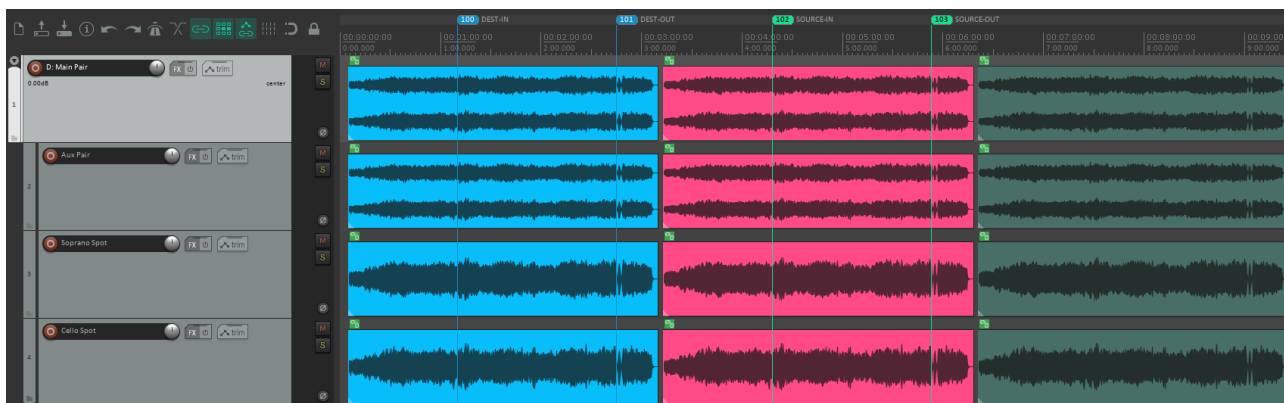 100 DEST-IN 101 DEST-OUT 102 SOURCE-IN 103 SOURCE-OUT
00:00:00:00 00:01:00:00 00:02:00:00 00:03:00:00 00:04:00:00 00:05:00:00 00:06:00:00 00:07:00:00 00:08:00:00 00:09:00
0:00.000 1:00.000 2:00.000 3:00.000 4:00.000 5:00.000 6:00.000 7:00.000 8:00.000 9:00.000
D: Main Pair FX trim M
0.00dB center S
1
Aux Pair FX trim M
S
2
Soprano Spot FX trim M
S
3
Cello Spot FX trim M
S
4